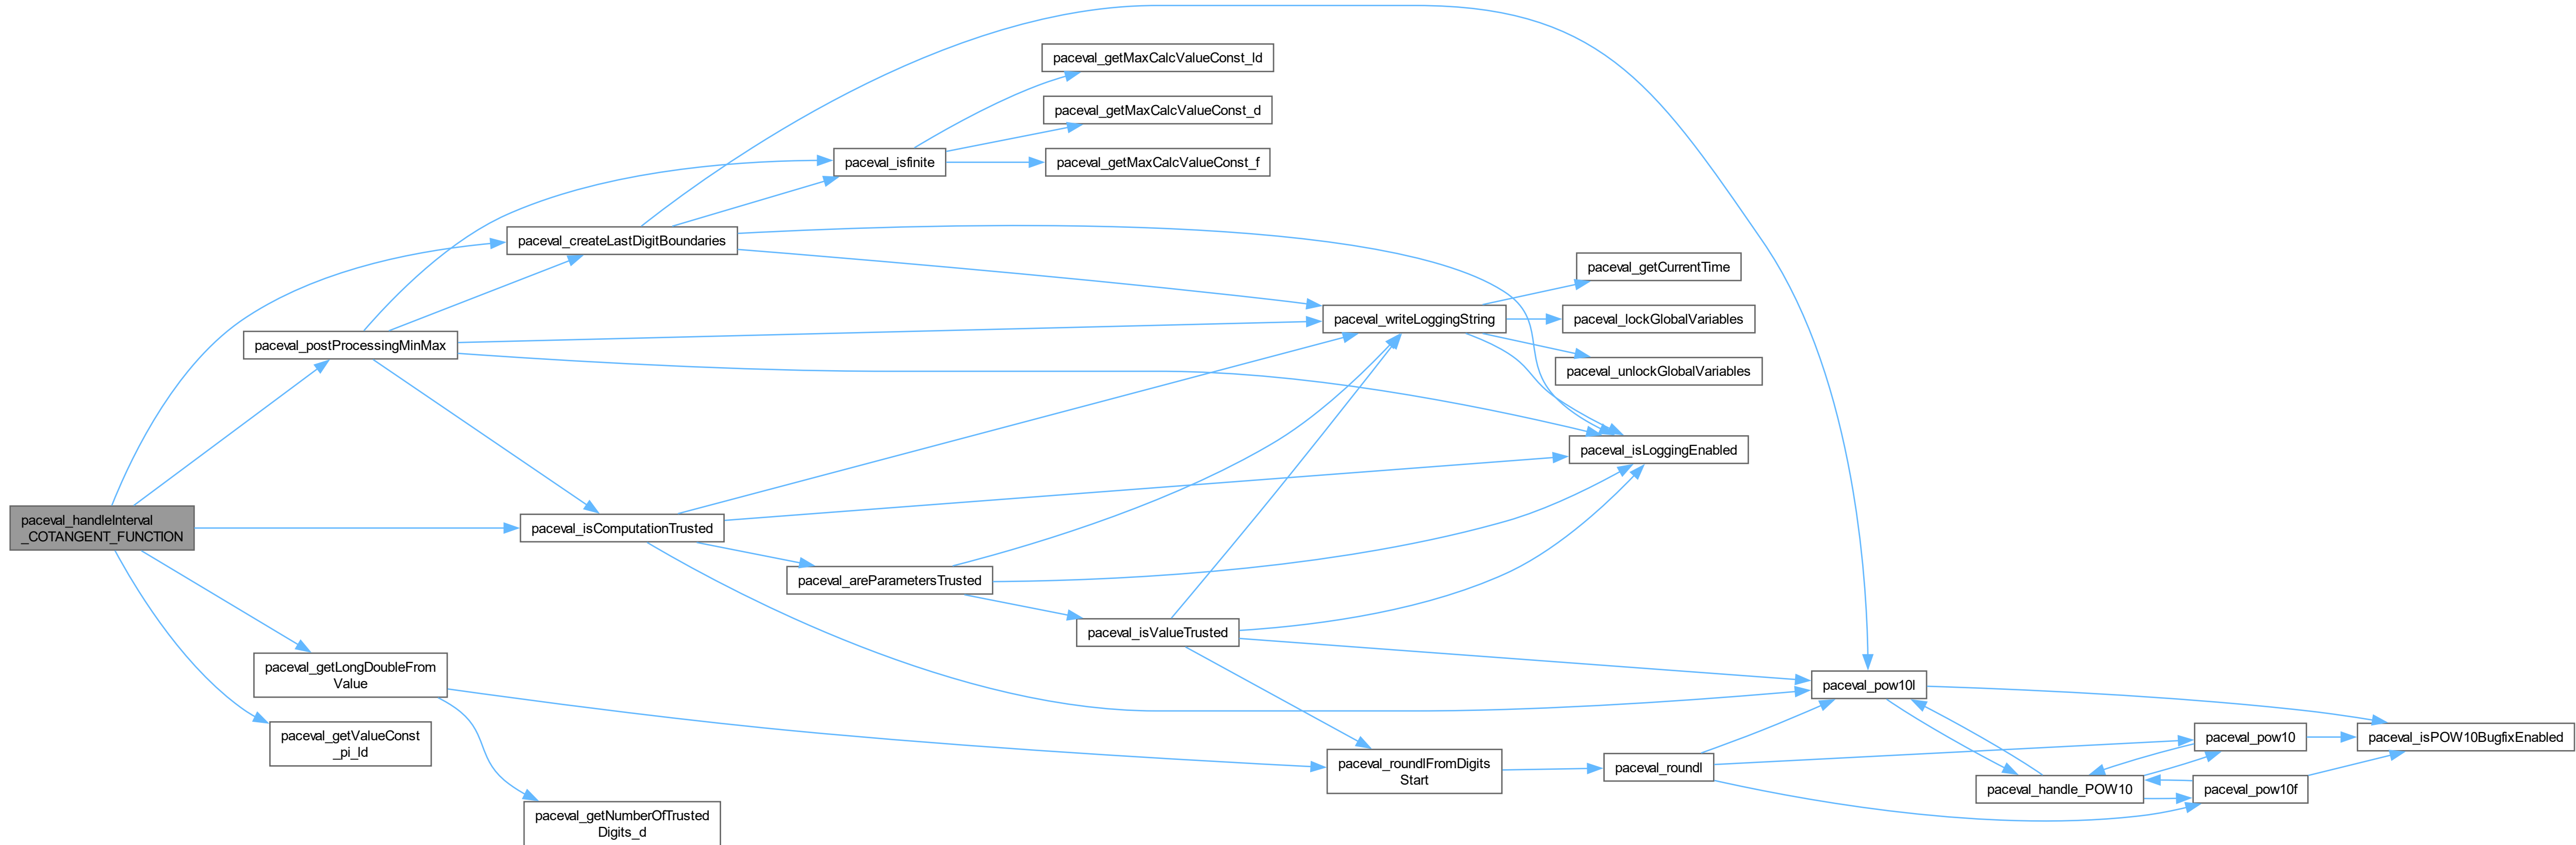 paceval_getMaxCalcValueConst_ld
paceval_getMaxCalcValueConst_d
paceval_isfinite
paceval_getMaxCalcValueConst_f
paceval_createLastDigitBoundaries
paceval_getCurrentTime
paceval_postProcessingMinMax
paceval_writeLoggingString
paceval_lockGlobalVariables
paceval_unlockGlobalVariables
paceval_isLoggingEnabled
paceval_handleInterval
_COTANGENT_FUNCTION
paceval_isComputationTrusted
paceval_areParametersTrusted
paceval_isValueTrusted
paceval_getLongDoubleFrom
Value
paceval_pow10l
paceval_getValueConst
_pi_ld
paceval_roundlFromDigits
Start
paceval_roundl
paceval_pow10
paceval_isPOW10BugfixEnabled
paceval_handle_POW10
paceval_pow10f
paceval_getNumberOfTrusted
Digits_d